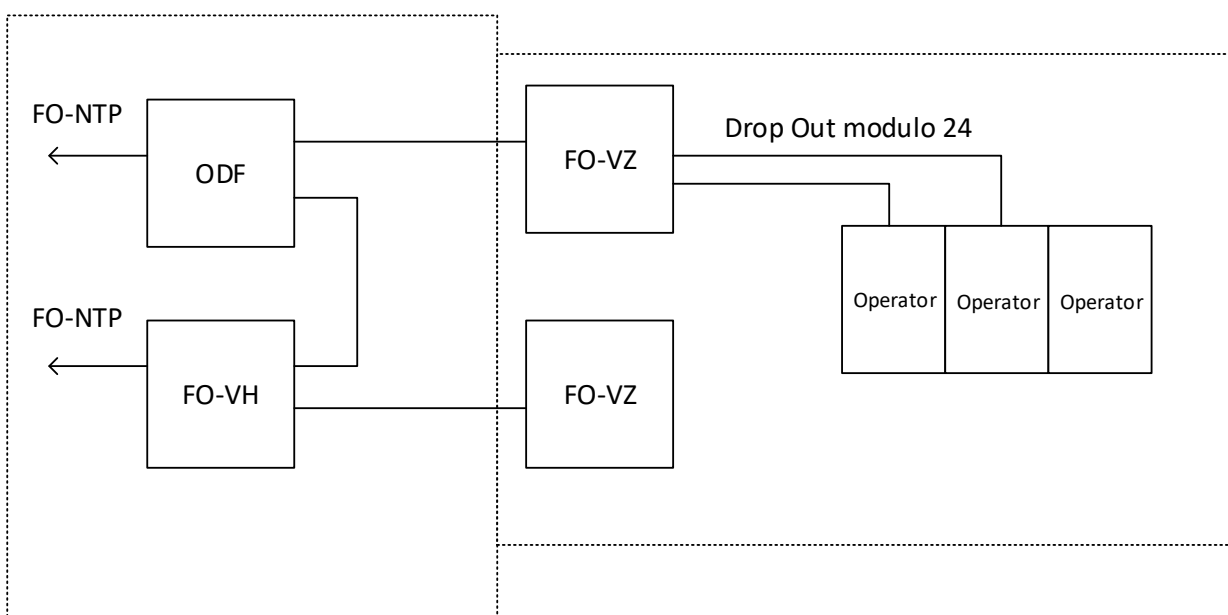 FO-NTP
ODF
FO-VZ
Drop Out modulo 24
Operator
Operator
Operator
FO-NTP
FO-VH
FO-VZ